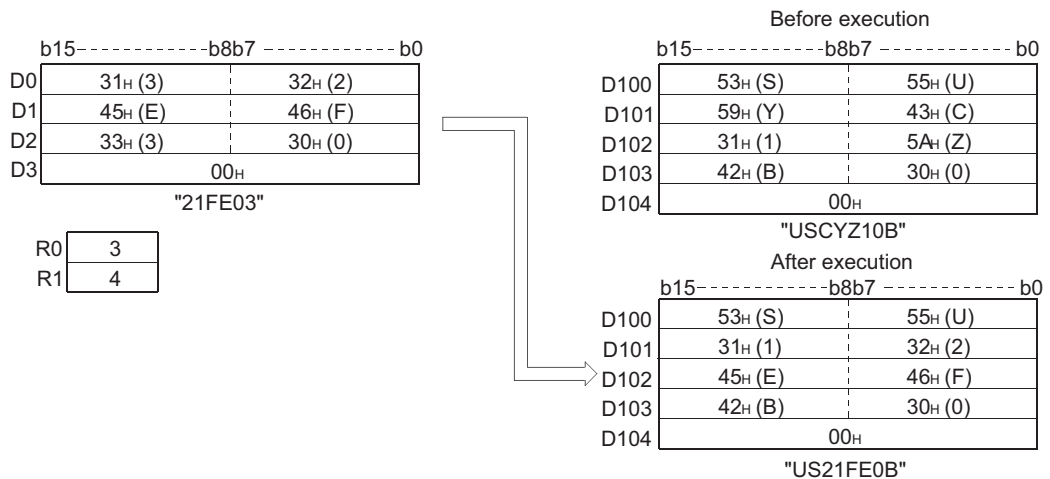 b15 b8b7 b0
D0 31H (3) 32H (2)
D1 45H (E) 46H (F)
D2 33H (3) 30H (0)
D3 00H
"21FE03"
R0 3
R1 4
Before execution
b15 b8b7 b0
D100 53H (S) 55H (U)
D101 59H (Y) 43H (C)
D102 31H (1) 5AH (Z)
D103 42H (B) 30H (0)
D104 00H
"USCYZ10B"
After execution
b15 b8b7 b0
D100 53H (S) 55H (U)
D101 31H (1) 32H (2)
D102 45H (E) 46H (F)
D103 42H (B) 30H (0)
D104 00H
"US21FE0B"